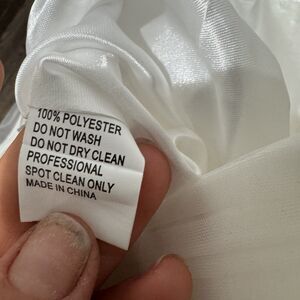 100% POLYESTER
DO NOT WASH
DO NOT DRY CLEAN
PROFESSIONAL
SPOT CLEAN ONLY
MADE IN CHINA